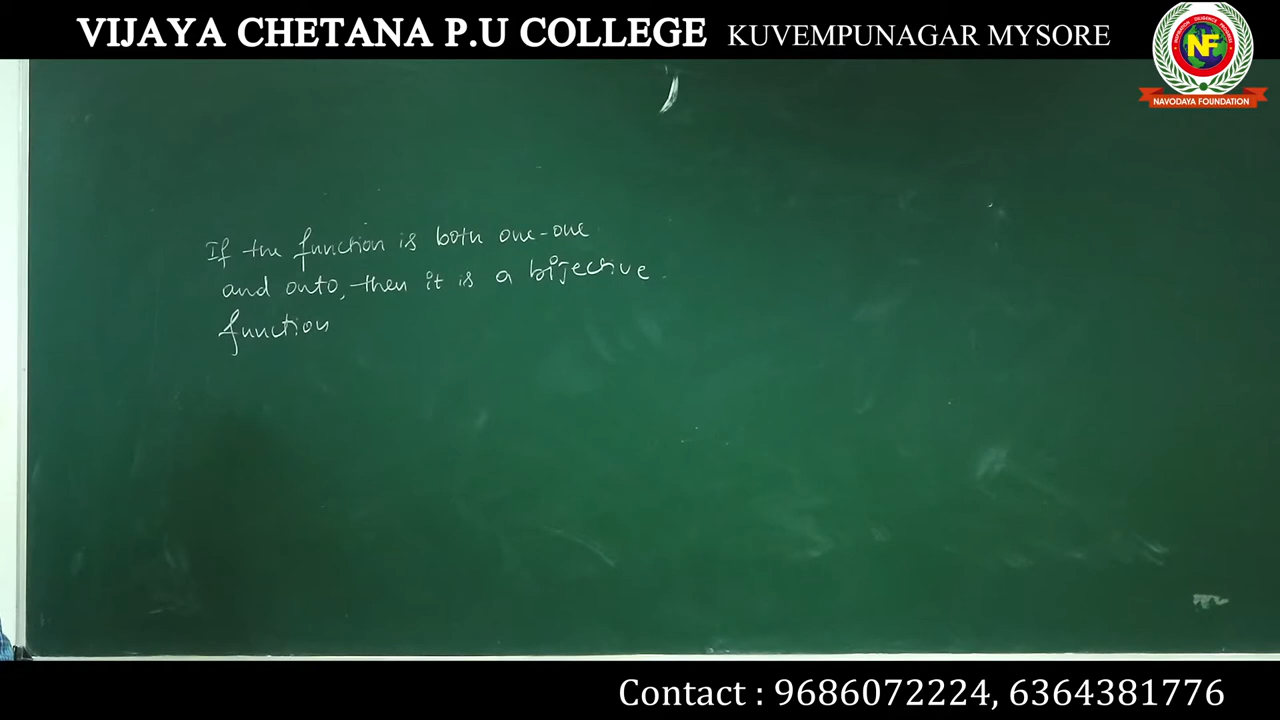 VIJAYA CHETANA P.U COLLEGE KUVEMPUNAGAR MYSORE
NF
NAVODAYA FOUNDATION
If the function is both one-one
and onto, then it is a bijective
function
Contact : 9686072224, 6364381776